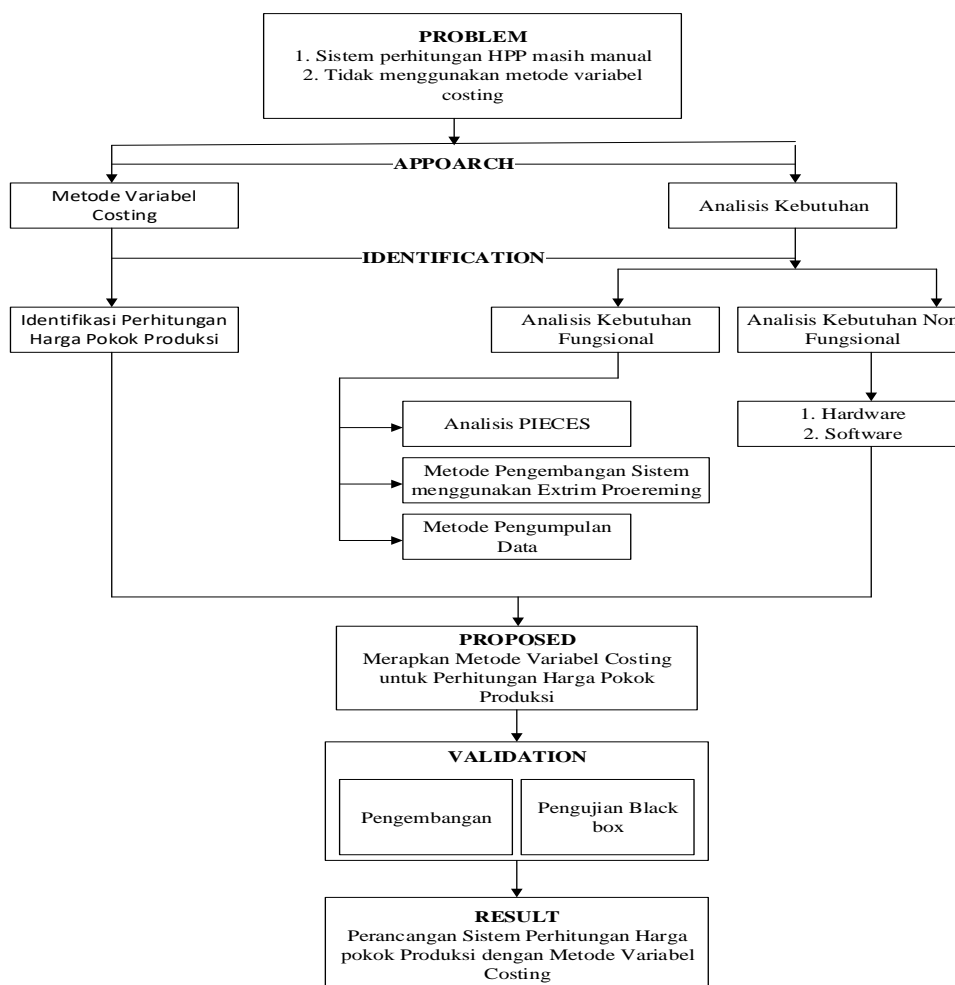 PROBLEM
1. Sistem perhitungan HPP masih manual
2. Tidak menggunakan metode variabel
costing
APPOARCH
Metode Variabel
Costing
Analisis Kebutuhan
IDENTIFICATION
Identifikasi Perhitungan
Harga Pokok Produksi
Analisis Kebutuhan
Fungsional
Analisis Kebutuhan Non
Fungsional
Analisis PIECES
1. Hardware
2. Software
Metode Pengembangan Sistem
menggunakan Extrim Proereming
Metode Pengumpulan
Data
PROPOSED
Merapkan Metode Variabel Costing
untuk Perhitungan Harga Pokok
Produksi
VALIDATION
Pengembangan
Pengujian Black
box
RESULT
Perancangan Sistem Perhitungan Harga
pokok Produksi dengan Metode Variabel
Costing